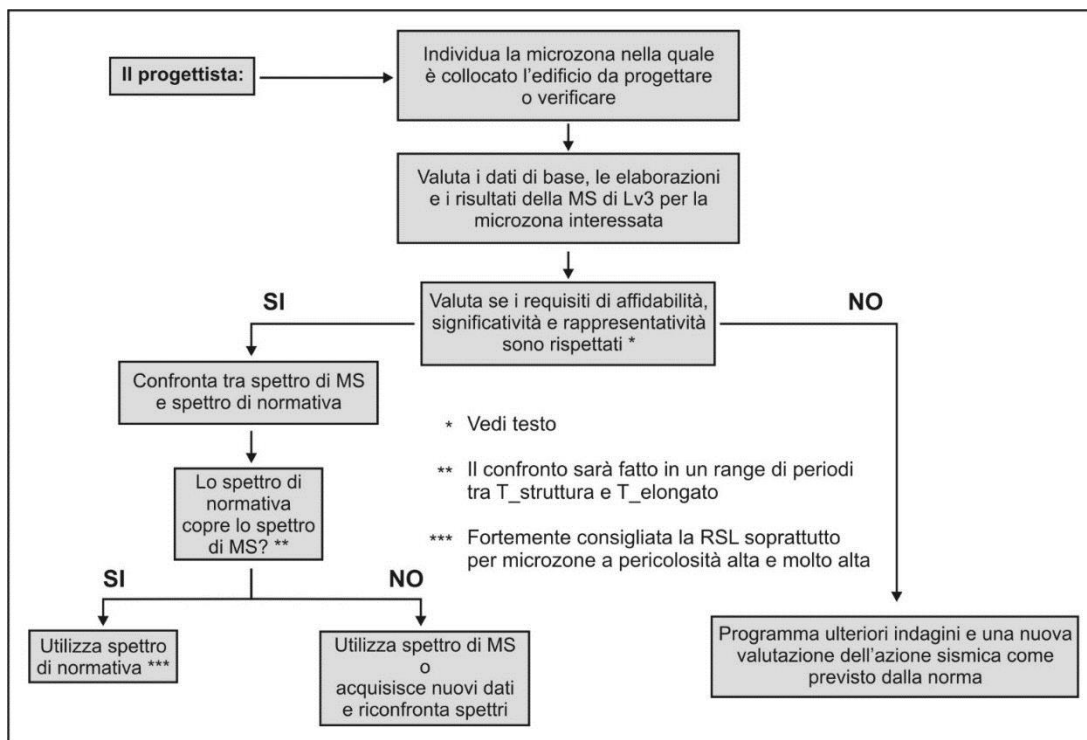 Il progettista:
Individua la microzona nella quale
è collocato l'edificio da progettare
o verificare
Valuta i dati di base, le elaborazioni
e i risultati della MS di Lv3 per la
microzona interessata
Valuta se i requisiti di affidabilità,
significatività e rappresentatività
sono rispettati *
SI
NO
Confronta tra spettro di MS
e spettro di normativa
* Vedi testo
** Il confronto sarà fatto in un range di periodi
tra T_struttura e T_elongato
*** Fortemente consigliata la RSL soprattutto
per microzone a pericolosità alta e molto alta
Lo spettro di
normativa
copre lo spettro
di MS? **
SI
NO
Utilizza spettro
di normativa ***
Utilizza spettro di MS
o
acquisisce nuovi dati
e riconfronta spettri
Programma ulteriori indagini e una nuova
valutazione dell'azione sismica come
previsto dalla norma